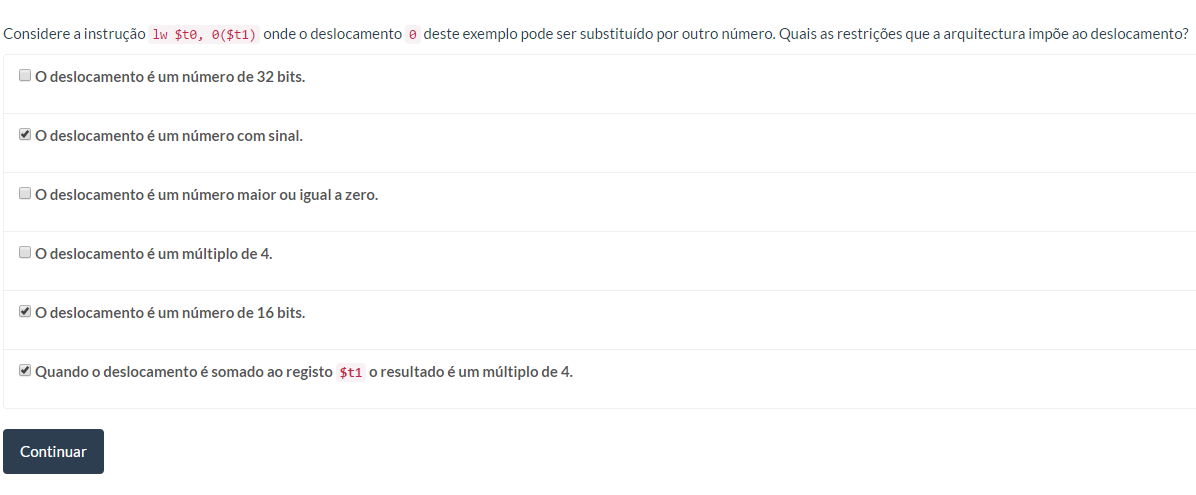 Considere a instrução lw $t0, 0($t1) onde o deslocamento 0 deste exemplo pode ser substituído por outro número. Quais as restrições que a arquitectura impõe ao deslocamento?
O deslocamento é um número de 32 bits.
O deslocamento é um número com sinal.
O deslocamento é um número maior ou igual a zero.
O deslocamento é um múltiplo de 4.
O deslocamento é um número de 16 bits.
Quando o deslocamento é somado ao registo $t1 o resultado é um múltiplo de 4.
Continuar